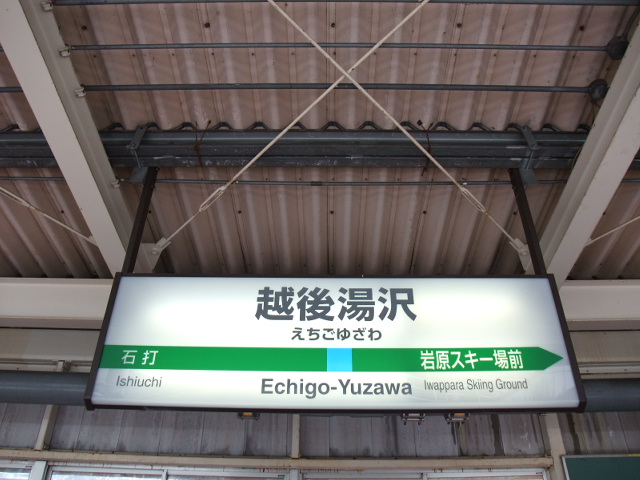 越後湯沢
えちごゆざわ
石打 岩原スキー場前
Ishiuchi Echigo-Yuzawa Iwappara Skiing Ground